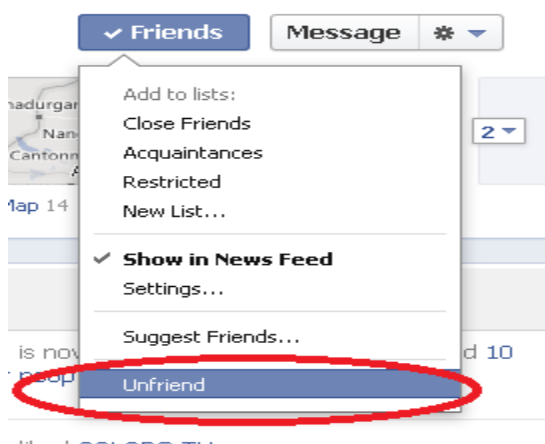 Friends Message
Add to lists:
Close Friends
Acquaintances
Restricted
New List...
2
Map 14
Show in News Feed
Settings...
Suggest Friends...
is now d 10
Unfriend